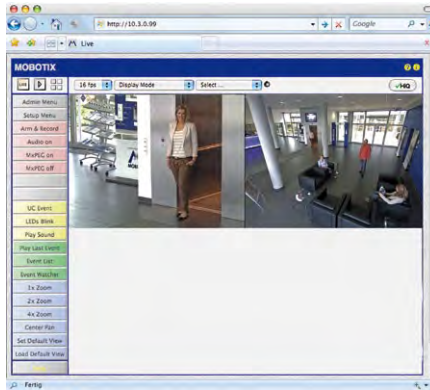 http://10.3.0.99
Google
Live
MOBOTIX
16 fps
Display Mode
Select ...
HQ
Admin Menu
Setup Menu
Arm & Record
Audio on
MxPEG on
MxPEG off
UC Event
LEDs Blink
Play Sound
Play Last Event
Event List
Event Watcher
1x Zoom
2x Zoom
4x Zoom
Center Pan
Set Default View
Load Default View
Fertig